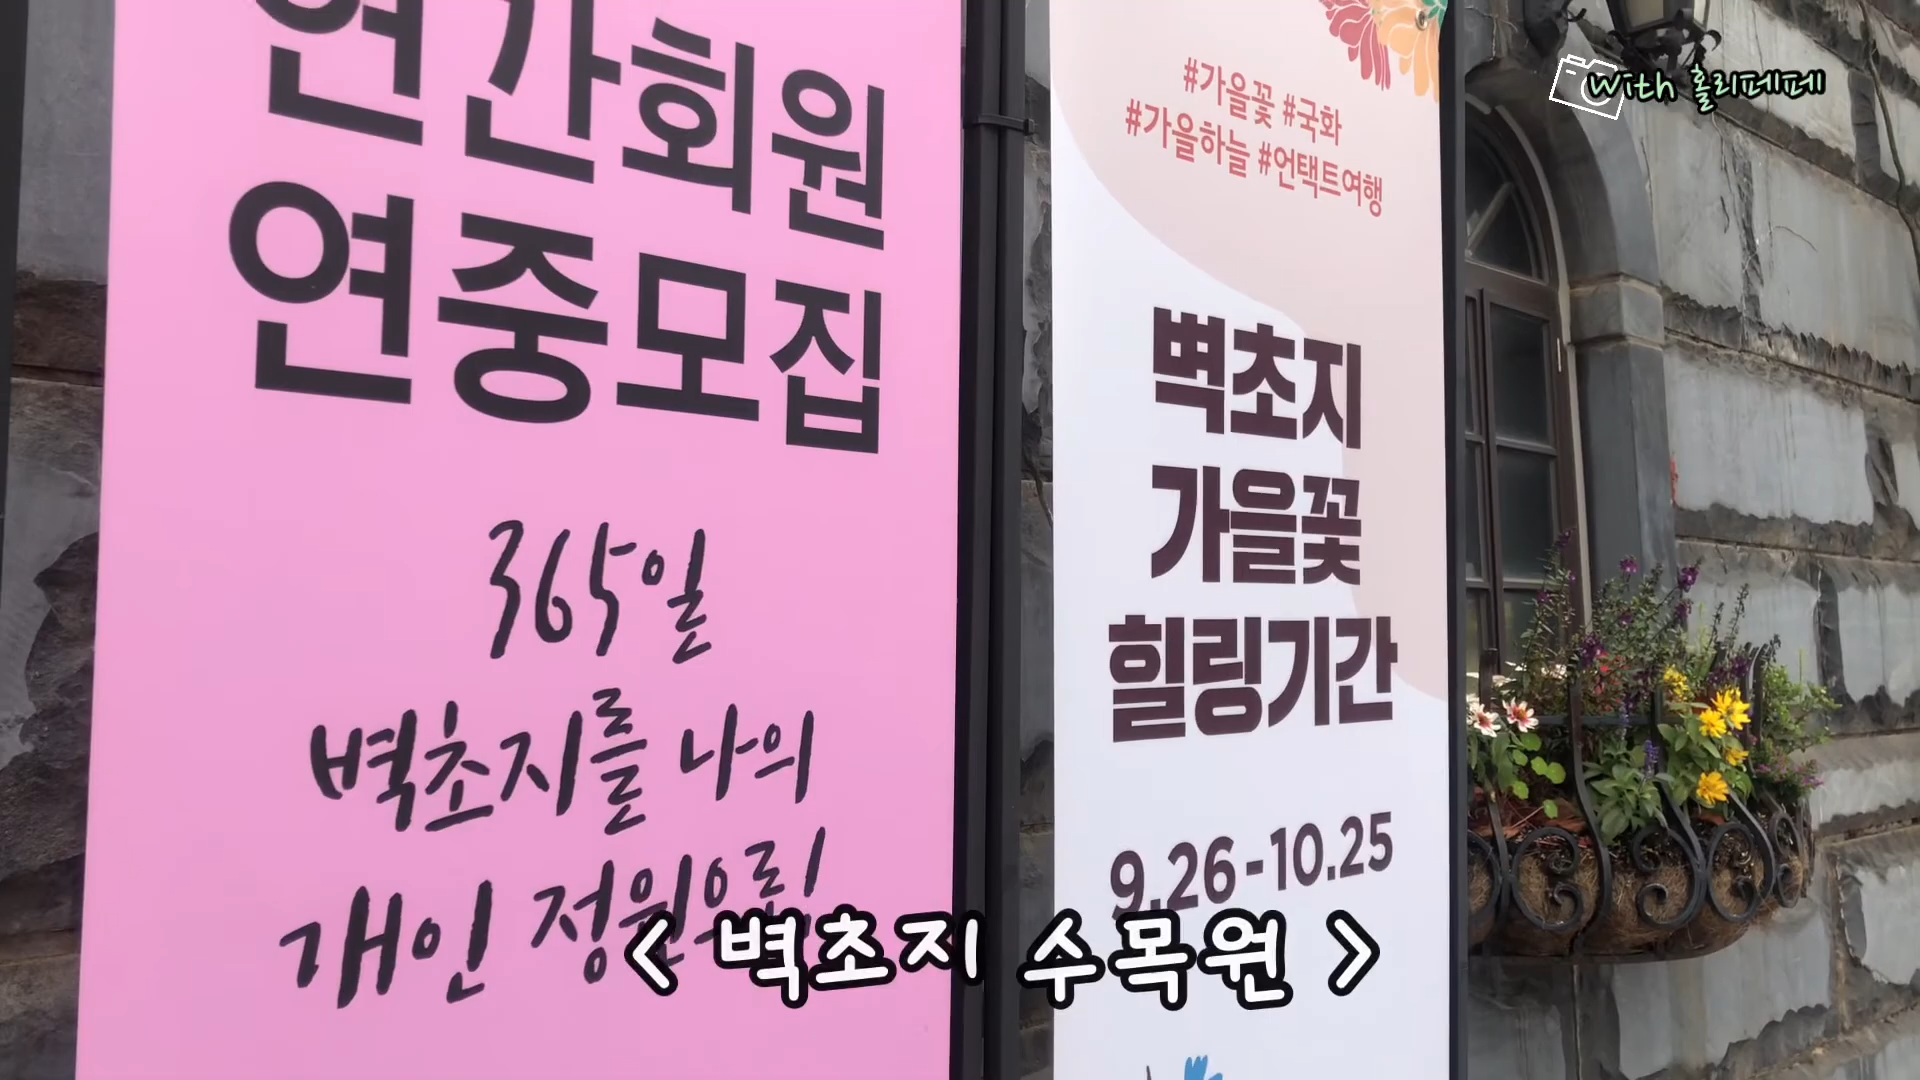 연간회원
연중모집
365일
벽초지를 나의
개인 정원으로!
#가을꽃 #국화
#가을하늘 #언택트여행
벽초지
가을꽃
힐링기간
9.26-10.25
with 홀리페페
< 벽초지 수목원 >